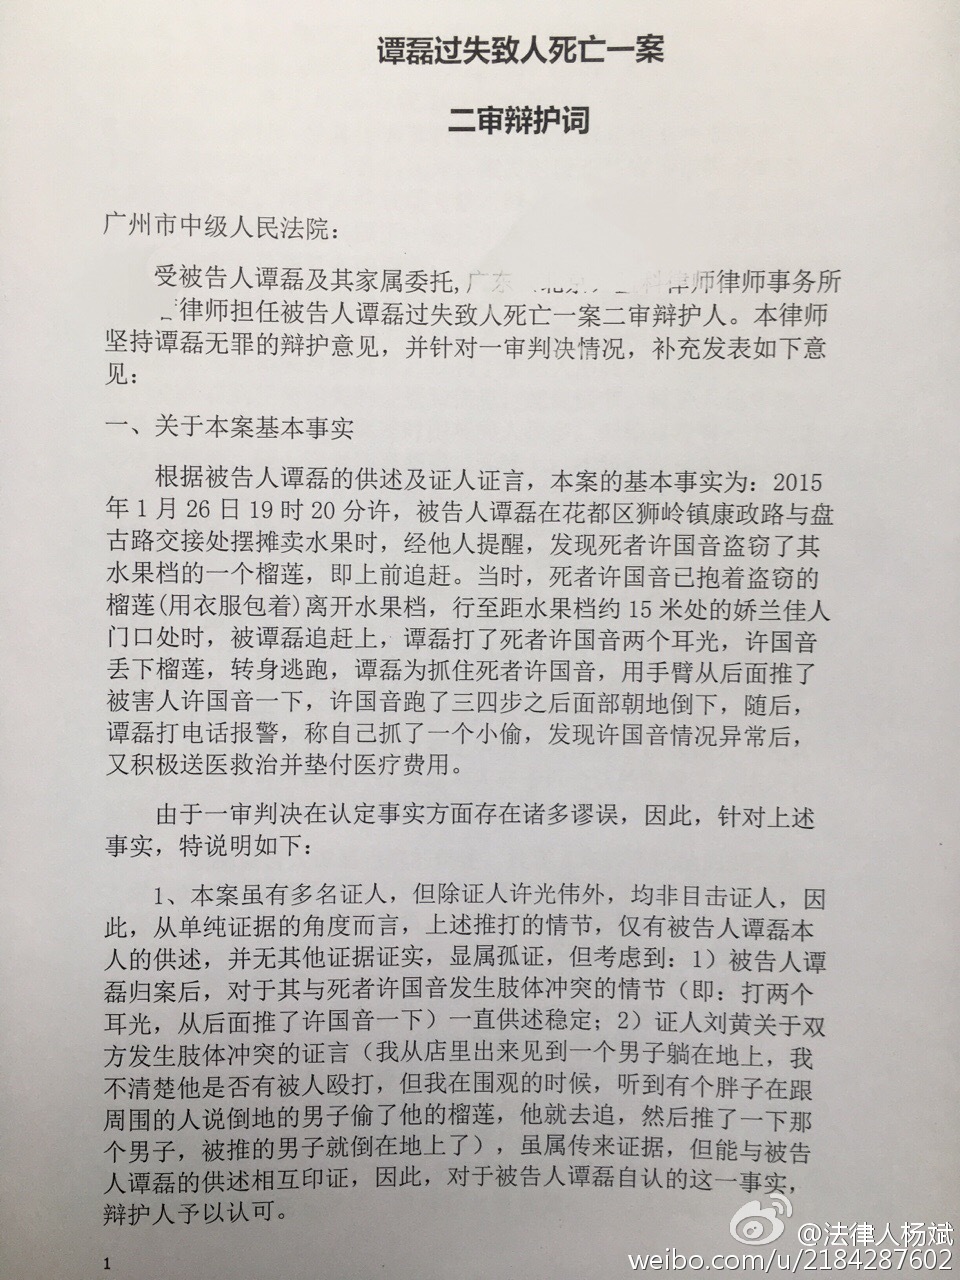 谭磊过失致人死亡一案
二审辩护词
广州市中级人民法院：
受被告人谭磊及其家属委托,广东 律师律师事务所
律师担任被告人谭磊过失致人死亡一案二审辩护人。本律师
坚持谭磊无罪的辩护意见，并针对一审判决情况，补充发表如下意
见：
一、关于本案基本事实
根据被告人谭磊的供述及证人证言，本案的基本事实为：2015
年 1 月 26 日 19 时 20 分许，被告人谭磊在花都区狮岭镇康政路与盘
古路交接处摆摊卖水果时，经他人提醒，发现死者许国音盗窃了其
水果档的一个榴莲，即上前追赶。当时，死者许国音已抱着盗窃的
榴莲(用衣服包着)离开水果档，行至距水果档约 15 米处的娇兰佳人
门口处时，被谭磊追赶上，谭磊打了死者许国音两个耳光，许国音
丢下榴莲，转身逃跑，谭磊为抓住死者许国音，用手臂从后面推了
被害人许国音一下，许国音跑了三四步之后面部朝地倒下，随后，
谭磊打电话报警，称自己抓了一个小偷，发现许国音情况异常后，
又积极送医救治并垫付医疗费用。
由于一审判决在认定事实方面存在诸多谬误，因此，针对上述
事实，特说明如下：
1、本案虽有多名证人，但除证人许光伟外，均非目击证人，因
此，从单纯证据的角度而言，上述推打的情节，仅有被告人谭磊本
人的供述，并无其他证据证实，显属孤证，但考虑到：1）被告人谭
磊归案后，对于其与死者许国音发生肢体冲突的情节（即：打两个
耳光，从后面推了许国音一下）一直供述稳定；2）证人刘黄关于双
方发生肢体冲突的证言（我从店里出来见到一个男子躺在地上，我
不清楚他是否有被人殴打，但我在围观的时候，听到有个胖子在跟
周围的人说倒地的男子偷了他的榴莲，他就去追，然后推了一下那
个男子，被推的男子就倒在地上了），虽属传来证据，但能与被告
人谭磊的供述相互印证，因此，对于被告人谭磊自认的这一事实，
辩护人予以认可。
1
@法律人杨斌
weibo.com/u/2184287602